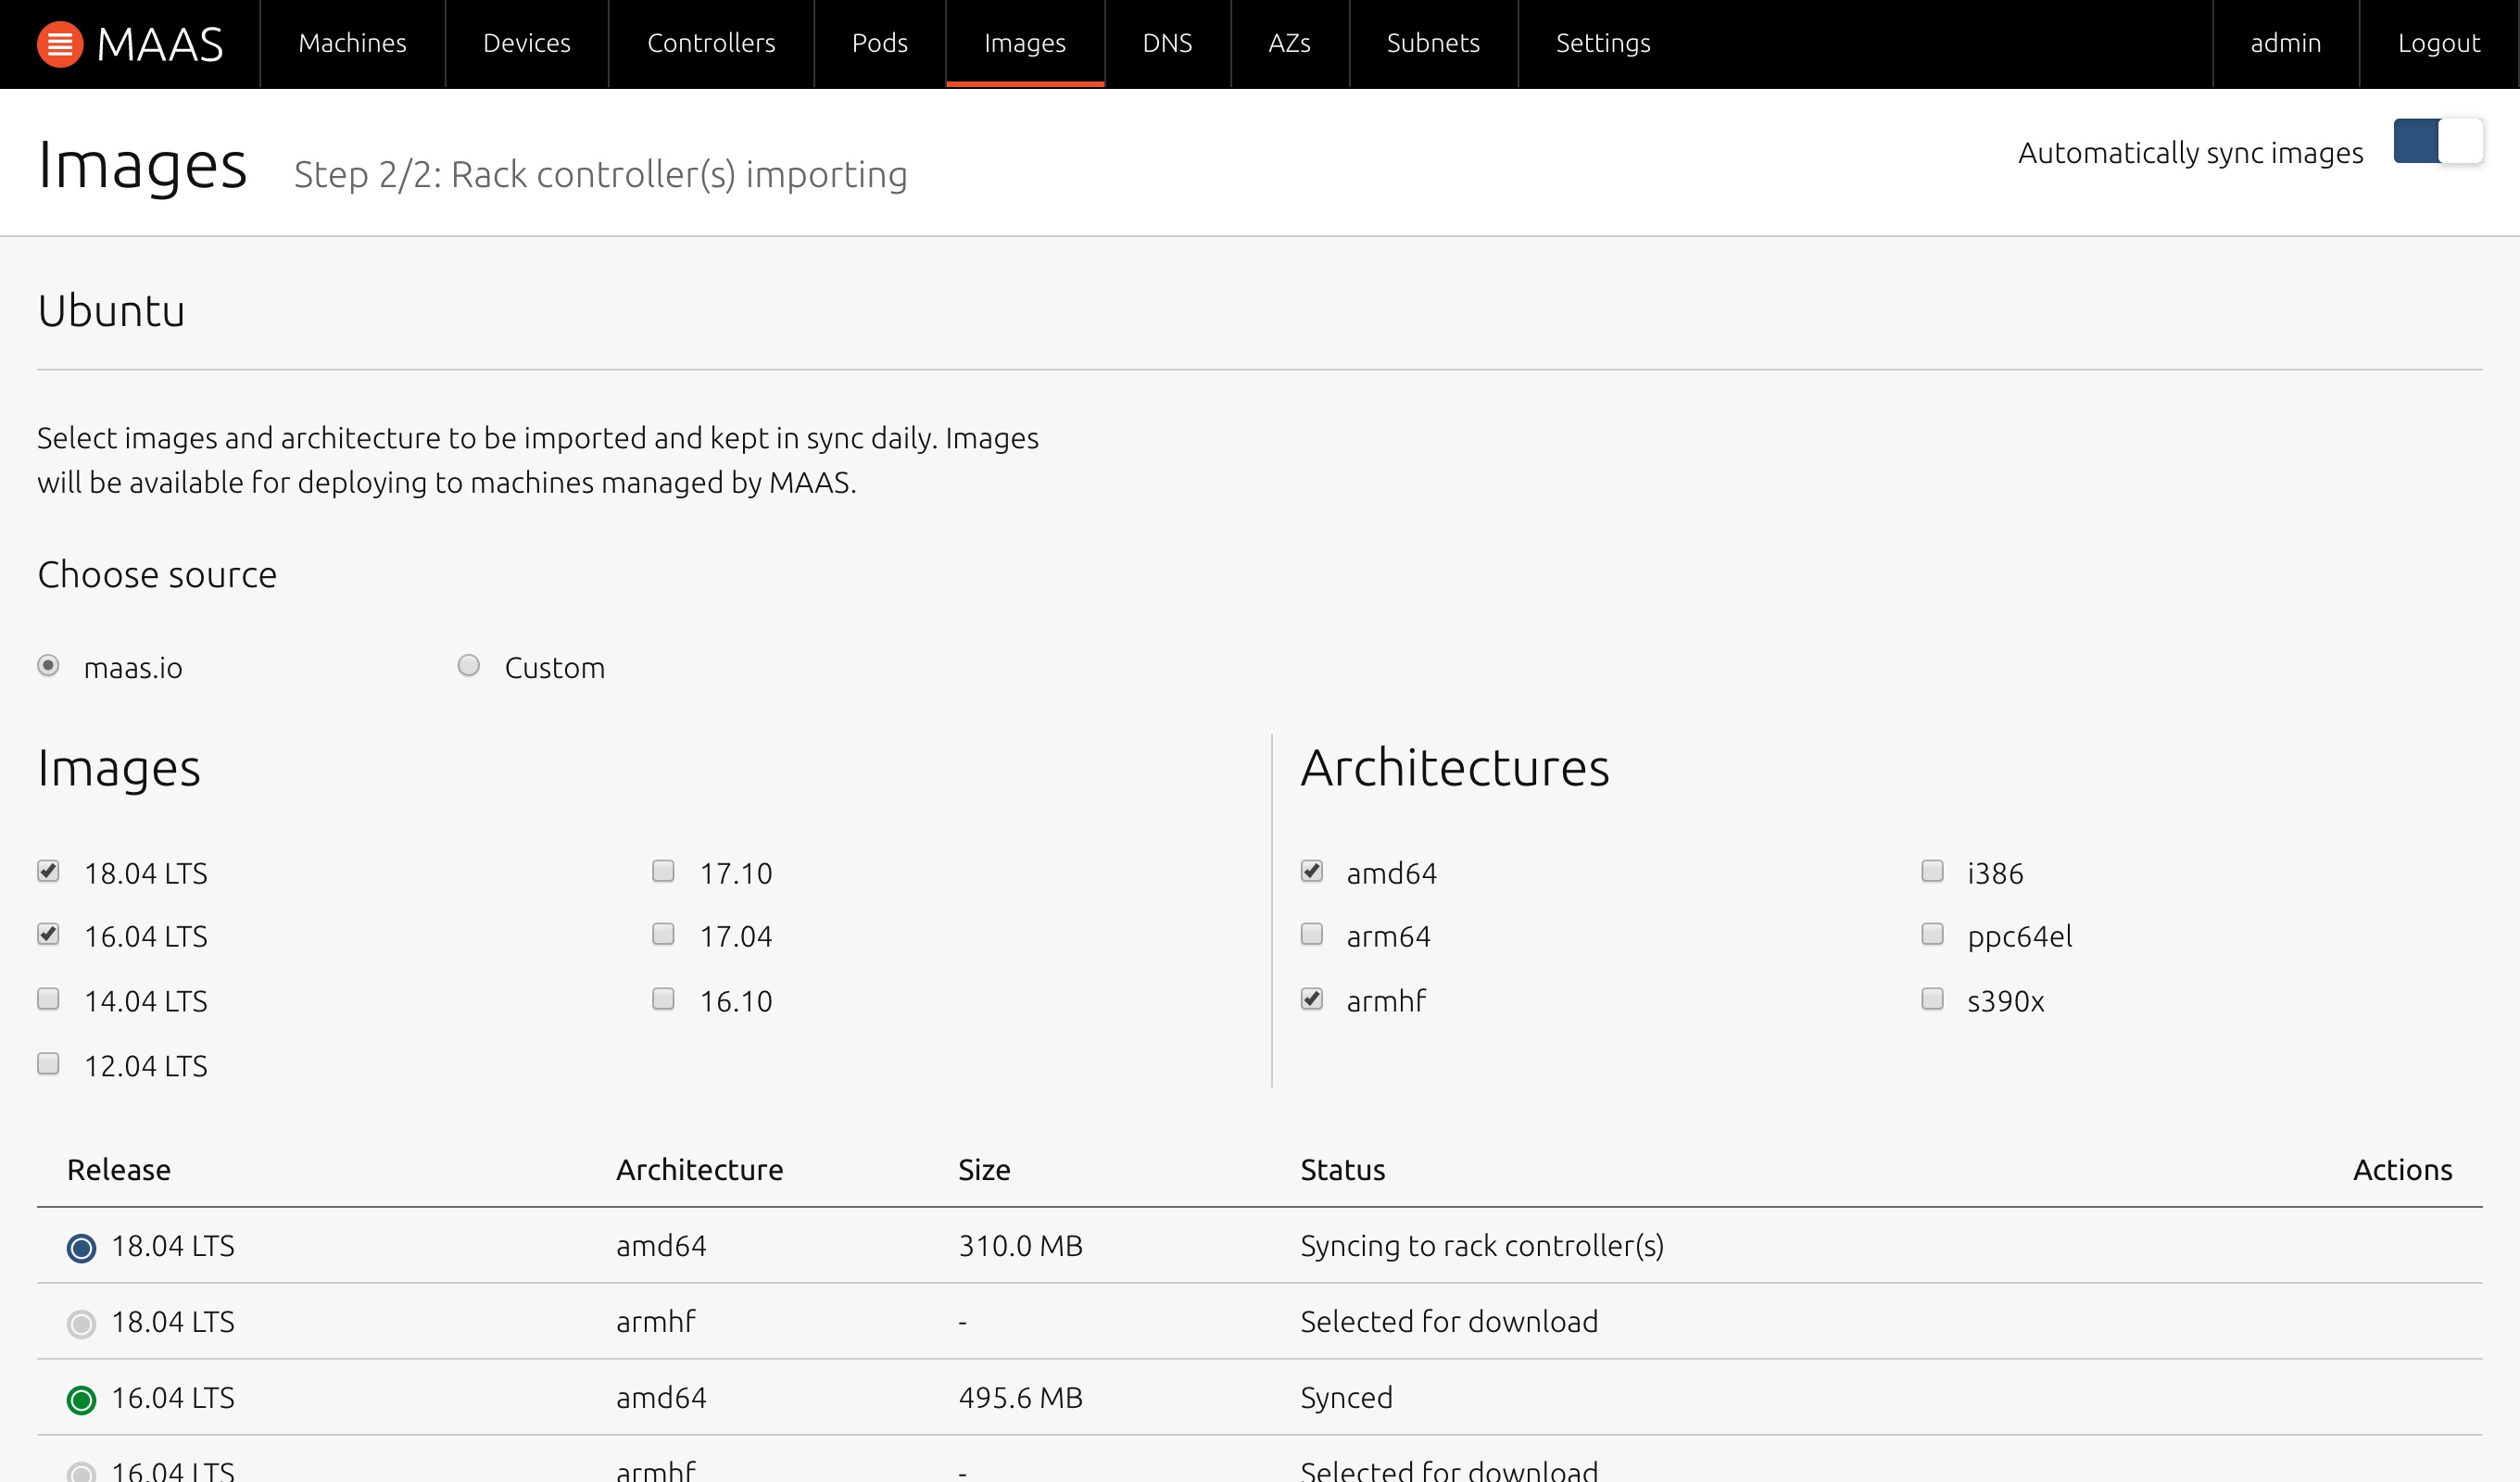 MAAS Machines Devices Controllers Pods Images DNS AZs Subnets Settings admin Logout
Images Step 2/2: Rack controller(s) importing Automatically sync images
Ubuntu
Select images and architecture to be imported and kept in sync daily. Images
will be available for deploying to machines managed by MAAS.
Choose source
maas.io Custom
Images Architectures
18.04 LTS 17.10 amd64 i386
16.04 LTS 17.04 arm64 ppc64el
14.04 LTS 16.10 armhf s390x
12.04 LTS
Release Architecture Size Status Actions
18.04 LTS amd64 310.0 MB Syncing to rack controller(s)
18.04 LTS armhf - Selected for download
16.04 LTS amd64 495.6 MB Synced
16.04 LTS armhf - Selected for download